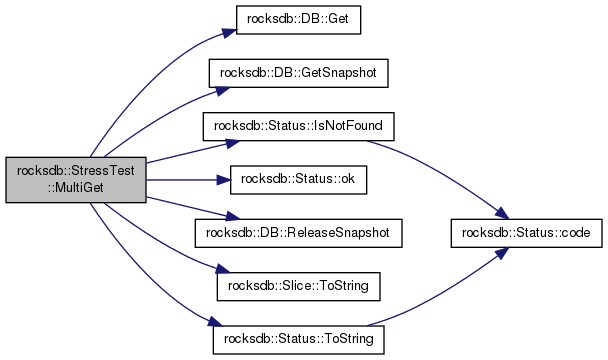 rocksdb::DB::Get
rocksdb::DB::GetSnapshot
rocksdb::Status::IsNotFound
rocksdb::StressTest
::MultiGet
rocksdb::Status::ok
rocksdb::DB::ReleaseSnapshot
rocksdb::Status::code
rocksdb::Slice::ToString
rocksdb::Status::ToString